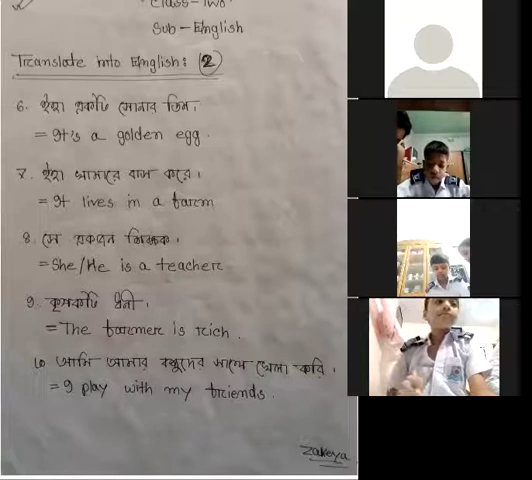 Class-Two
Sub-English
Translate into English: (2)
6. ইহা একটি সোনার ডিম।
= It's a golden egg.
7. ইহা খামারে বাস করে।
= It lives in a farm
8. সে একজন শিক্ষক।
= She/He is a teacher
9. কৃষকটি ধনী।
= The farmer is rich.
10 আমি আমার বন্ধুদের সাথে খেলা করি।
= I play with my friends.
Zakeya